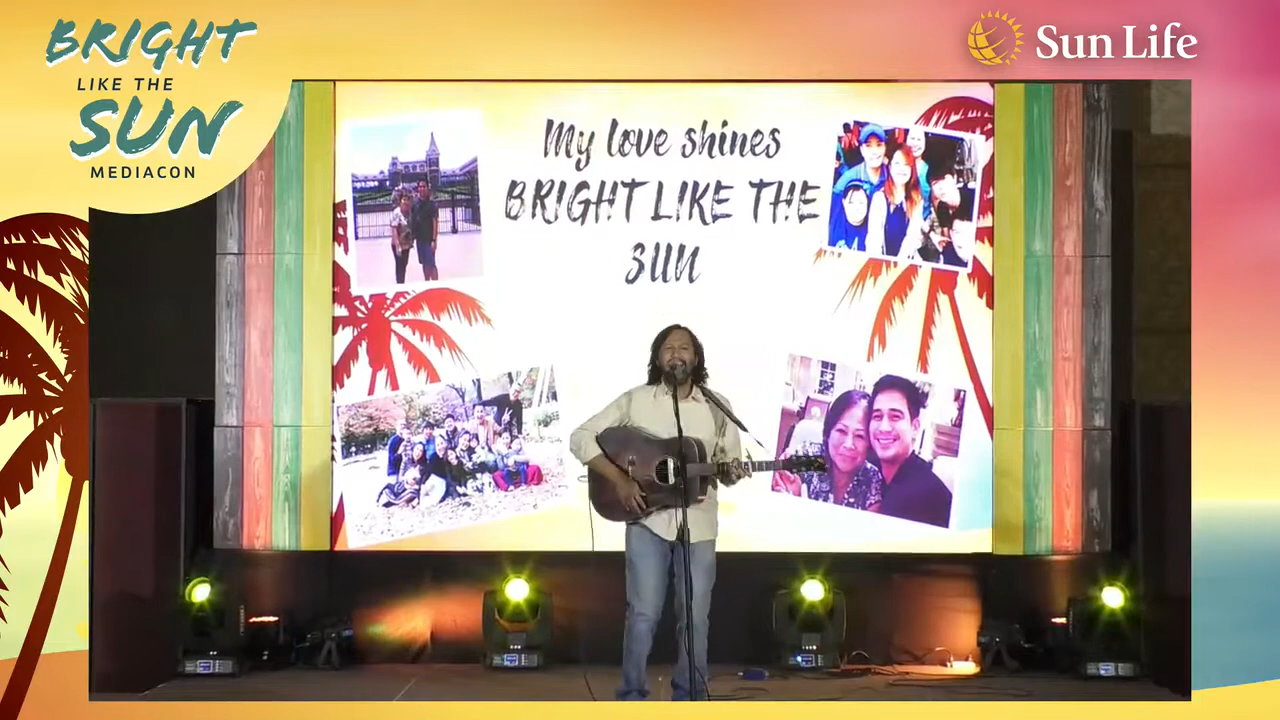 BRIGHT
LIKE THE
SUN
MEDIACON
Sun Life
My love shines
BRIGHT LIKE THE
SUN